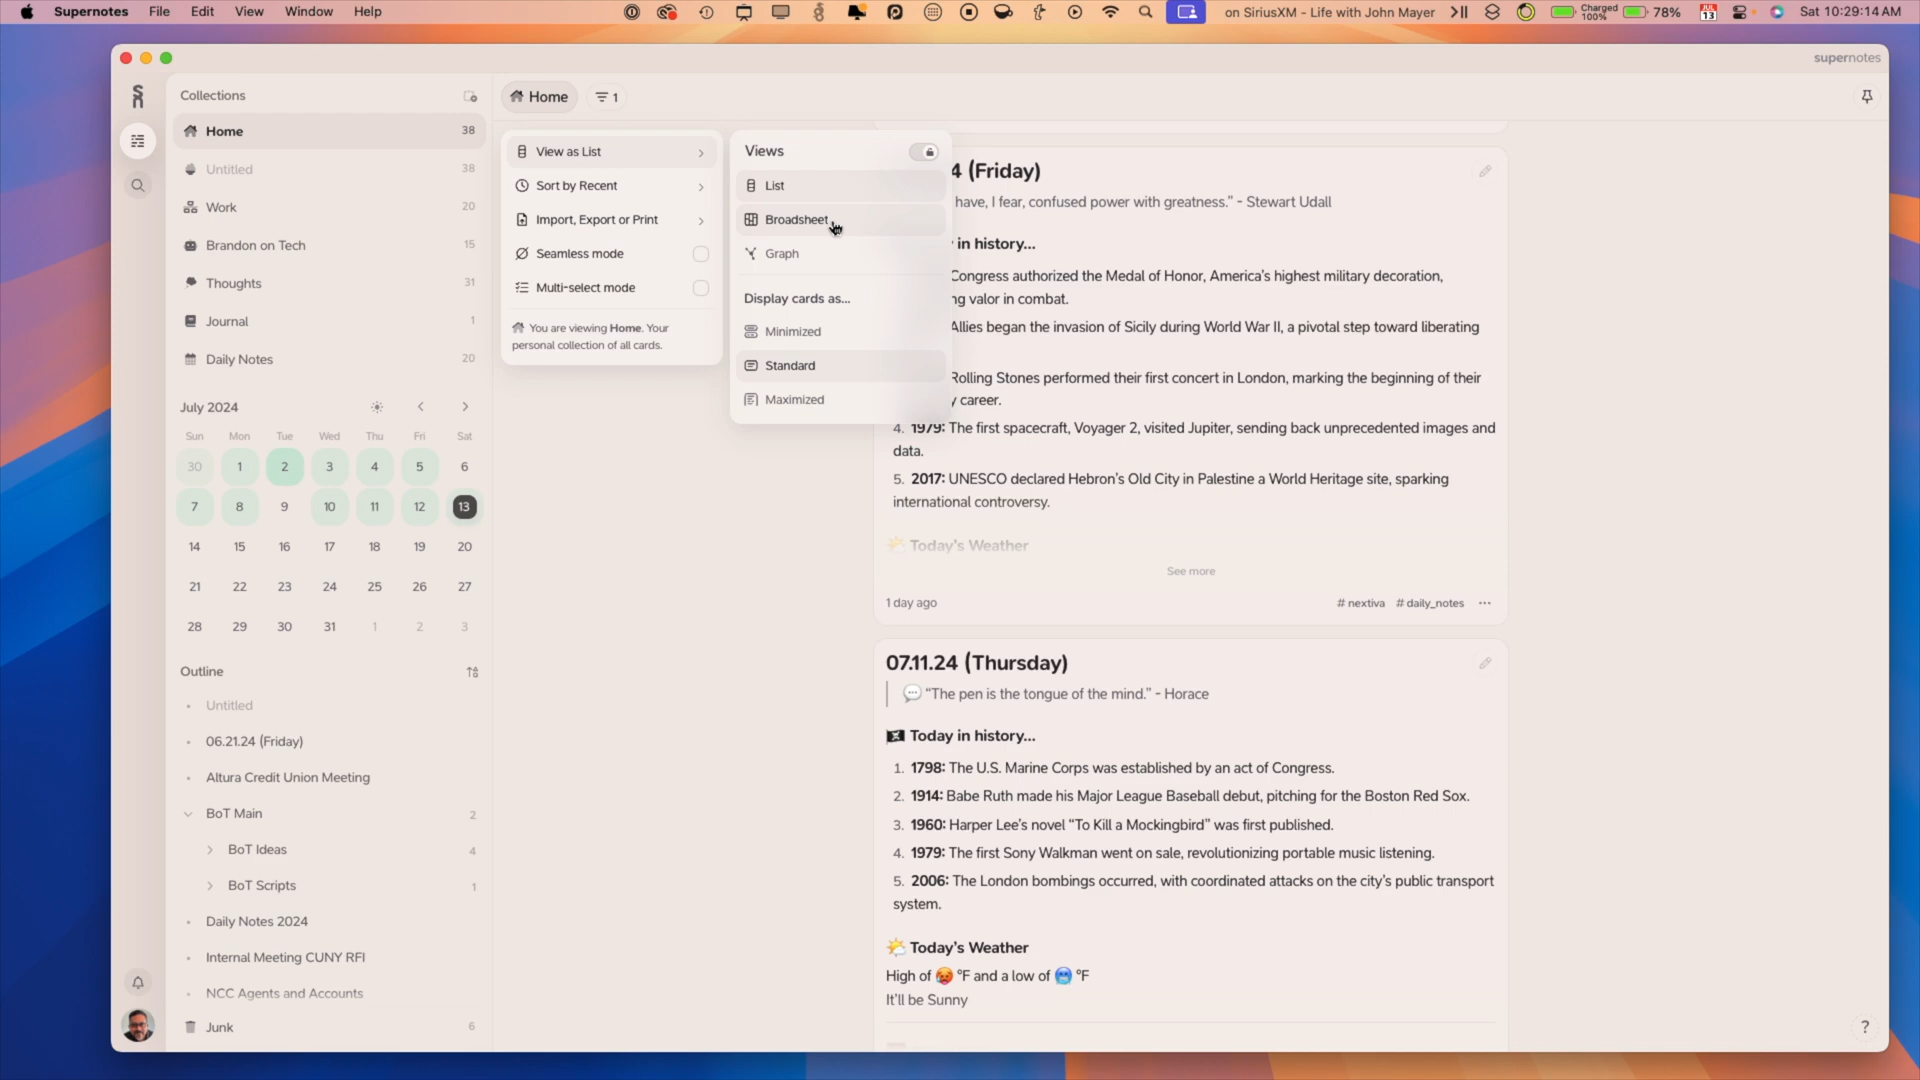 Supernotes File Edit View Window Help
on SiriusXM - Life with John Mayer
Charged
100%
78%
JUL
13
Sat 10:29:14 AM
supernotes
Collections
Home 38
Untitled 38
Work 20
Brandon on Tech 15
Thoughts 31
Journal 1
Daily Notes 20
July 2024
Sun Mon Tue Wed Thu Fri Sat
30 1 2 3 4 5 6
7 8 9 10 11 12 13
14 15 16 17 18 19 20
21 22 23 24 25 26 27
28 29 30 31 1 2 3
Outline
Untitled
06.21.24 (Friday)
Altura Credit Union Meeting
BoT Main 2
BoT Ideas 4
BoT Scripts 1
Daily Notes 2024
Internal Meeting CUNY RFI
NCC Agents and Accounts
Junk 6
Home
1
View as List
Sort by Recent
Import, Export or Print
Seamless mode
Multi-select mode
You are viewing Home. Your
personal collection of all cards.
Views
List
Broadsheet
Graph
Display cards as...
Minimized
Standard
Maximized
4 (Friday)
have, I fear, confused power with greatness.” - Stewart Udall
in history...
Congress authorized the Medal of Honor, America’s highest military decoration,
ng valor in combat.
Allies began the invasion of Sicily during World War II, a pivotal step toward liberating
Rolling Stones performed their first concert in London, marking the beginning of their
y career.
4. 1979: The first spacecraft, Voyager 2, visited Jupiter, sending back unprecedented images and
data.
5. 2017: UNESCO declared Hebron’s Old City in Palestine a World Heritage site, sparking
international controversy.
Today’s Weather
See more
1 day ago
# nextiva # daily_notes ...
07.11.24 (Thursday)
“The pen is the tongue of the mind.” - Horace
Today in history...
1. 1798: The U.S. Marine Corps was established by an act of Congress.
2. 1914: Babe Ruth made his Major League Baseball debut, pitching for the Boston Red Sox.
3. 1960: Harper Lee’s novel “To Kill a Mockingbird” was first published.
4. 1979: The first Sony Walkman went on sale, revolutionizing portable music listening.
5. 2006: The London bombings occurred, with coordinated attacks on the city’s public transport
system.
Today’s Weather
High of 🥵 °F and a low of 🥶 °F
It’ll be Sunny
?